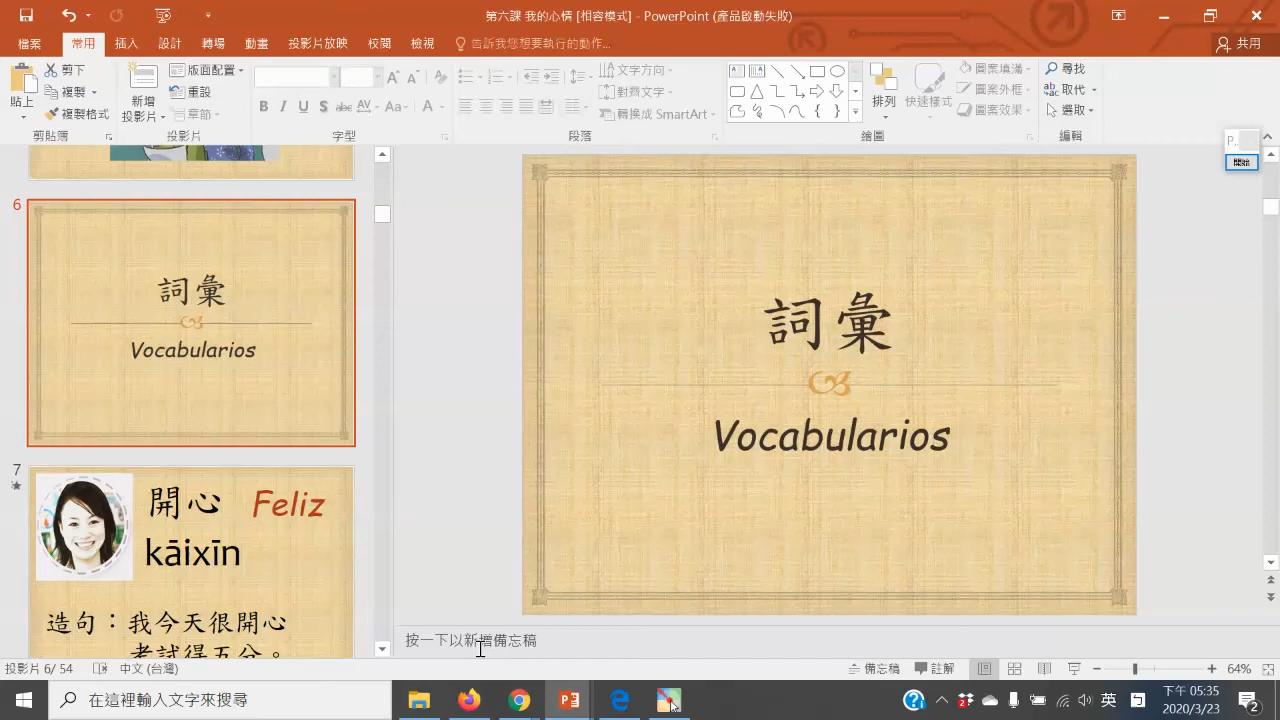 第六課 我的心情 [相容模式] - PowerPoint (產品啟動失敗)
檔案 常用 插入 設計 轉場 動畫 投影片放映 校閱 檢視 告訴我您想要執行的動作... 共用
貼上
剪下
複製
複製格式
剪貼簿
新增
投影片
版面配置
重設
章節
投影片
B I U S abc AV Aa A
字型
文字方向
對齊文字
轉換成 SmartArt
段落
排列
快速樣式
圖案填滿
圖案外框
圖案效果
繪圖
尋找
取代
選取
編輯
P..
6
詞彙
Vocabularios
7
開心 Feliz
kāixīn
造句：我今天很開心
考試得五分。
詞彙
Vocabularios
按一下以新增備忘稿
投影片 6/ 54 中文 (台灣) 備忘稿 註解 64%
在這裡輸入文字來搜尋
英
下午 05:35
2020/3/23
2